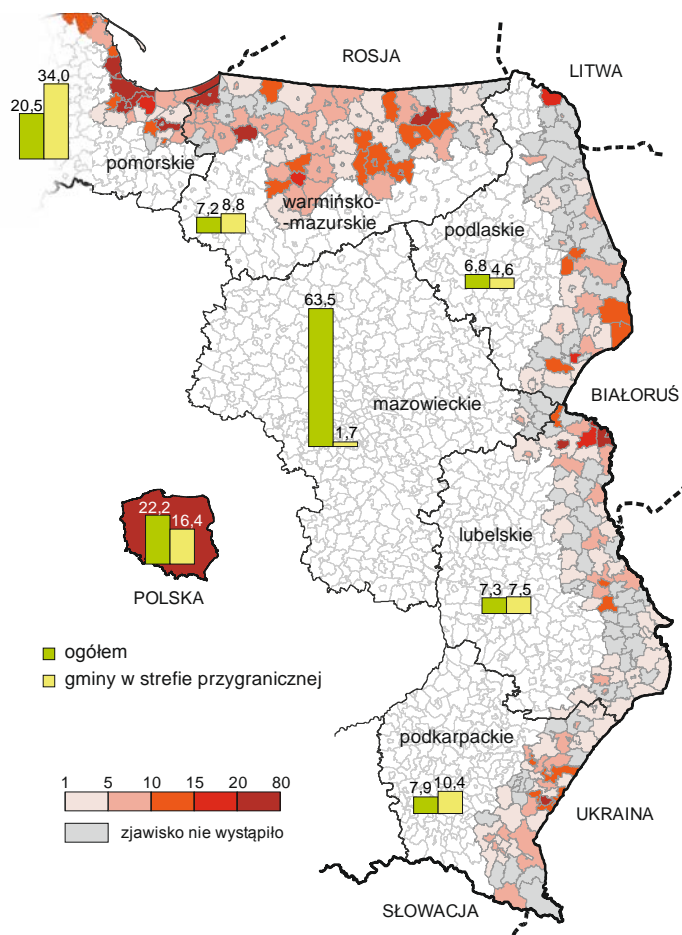 ROSJA
LITWA
34,0
20,5
pomorskie
7,2 8,8
warmińsko-
-mazurskie
podlaskie
6,8 4,6
63,5
1,7
mazowieckie
BIAŁORUŚ
22,2
16,4
POLSKA
lubelskie
7,3 7,5
ogółem
gminy w strefie przygranicznej
podkarpackie
7,9 10,4
1 5 10 15 20 80
zjawisko nie wystąpiło
UKRAINA
SŁOWACJA